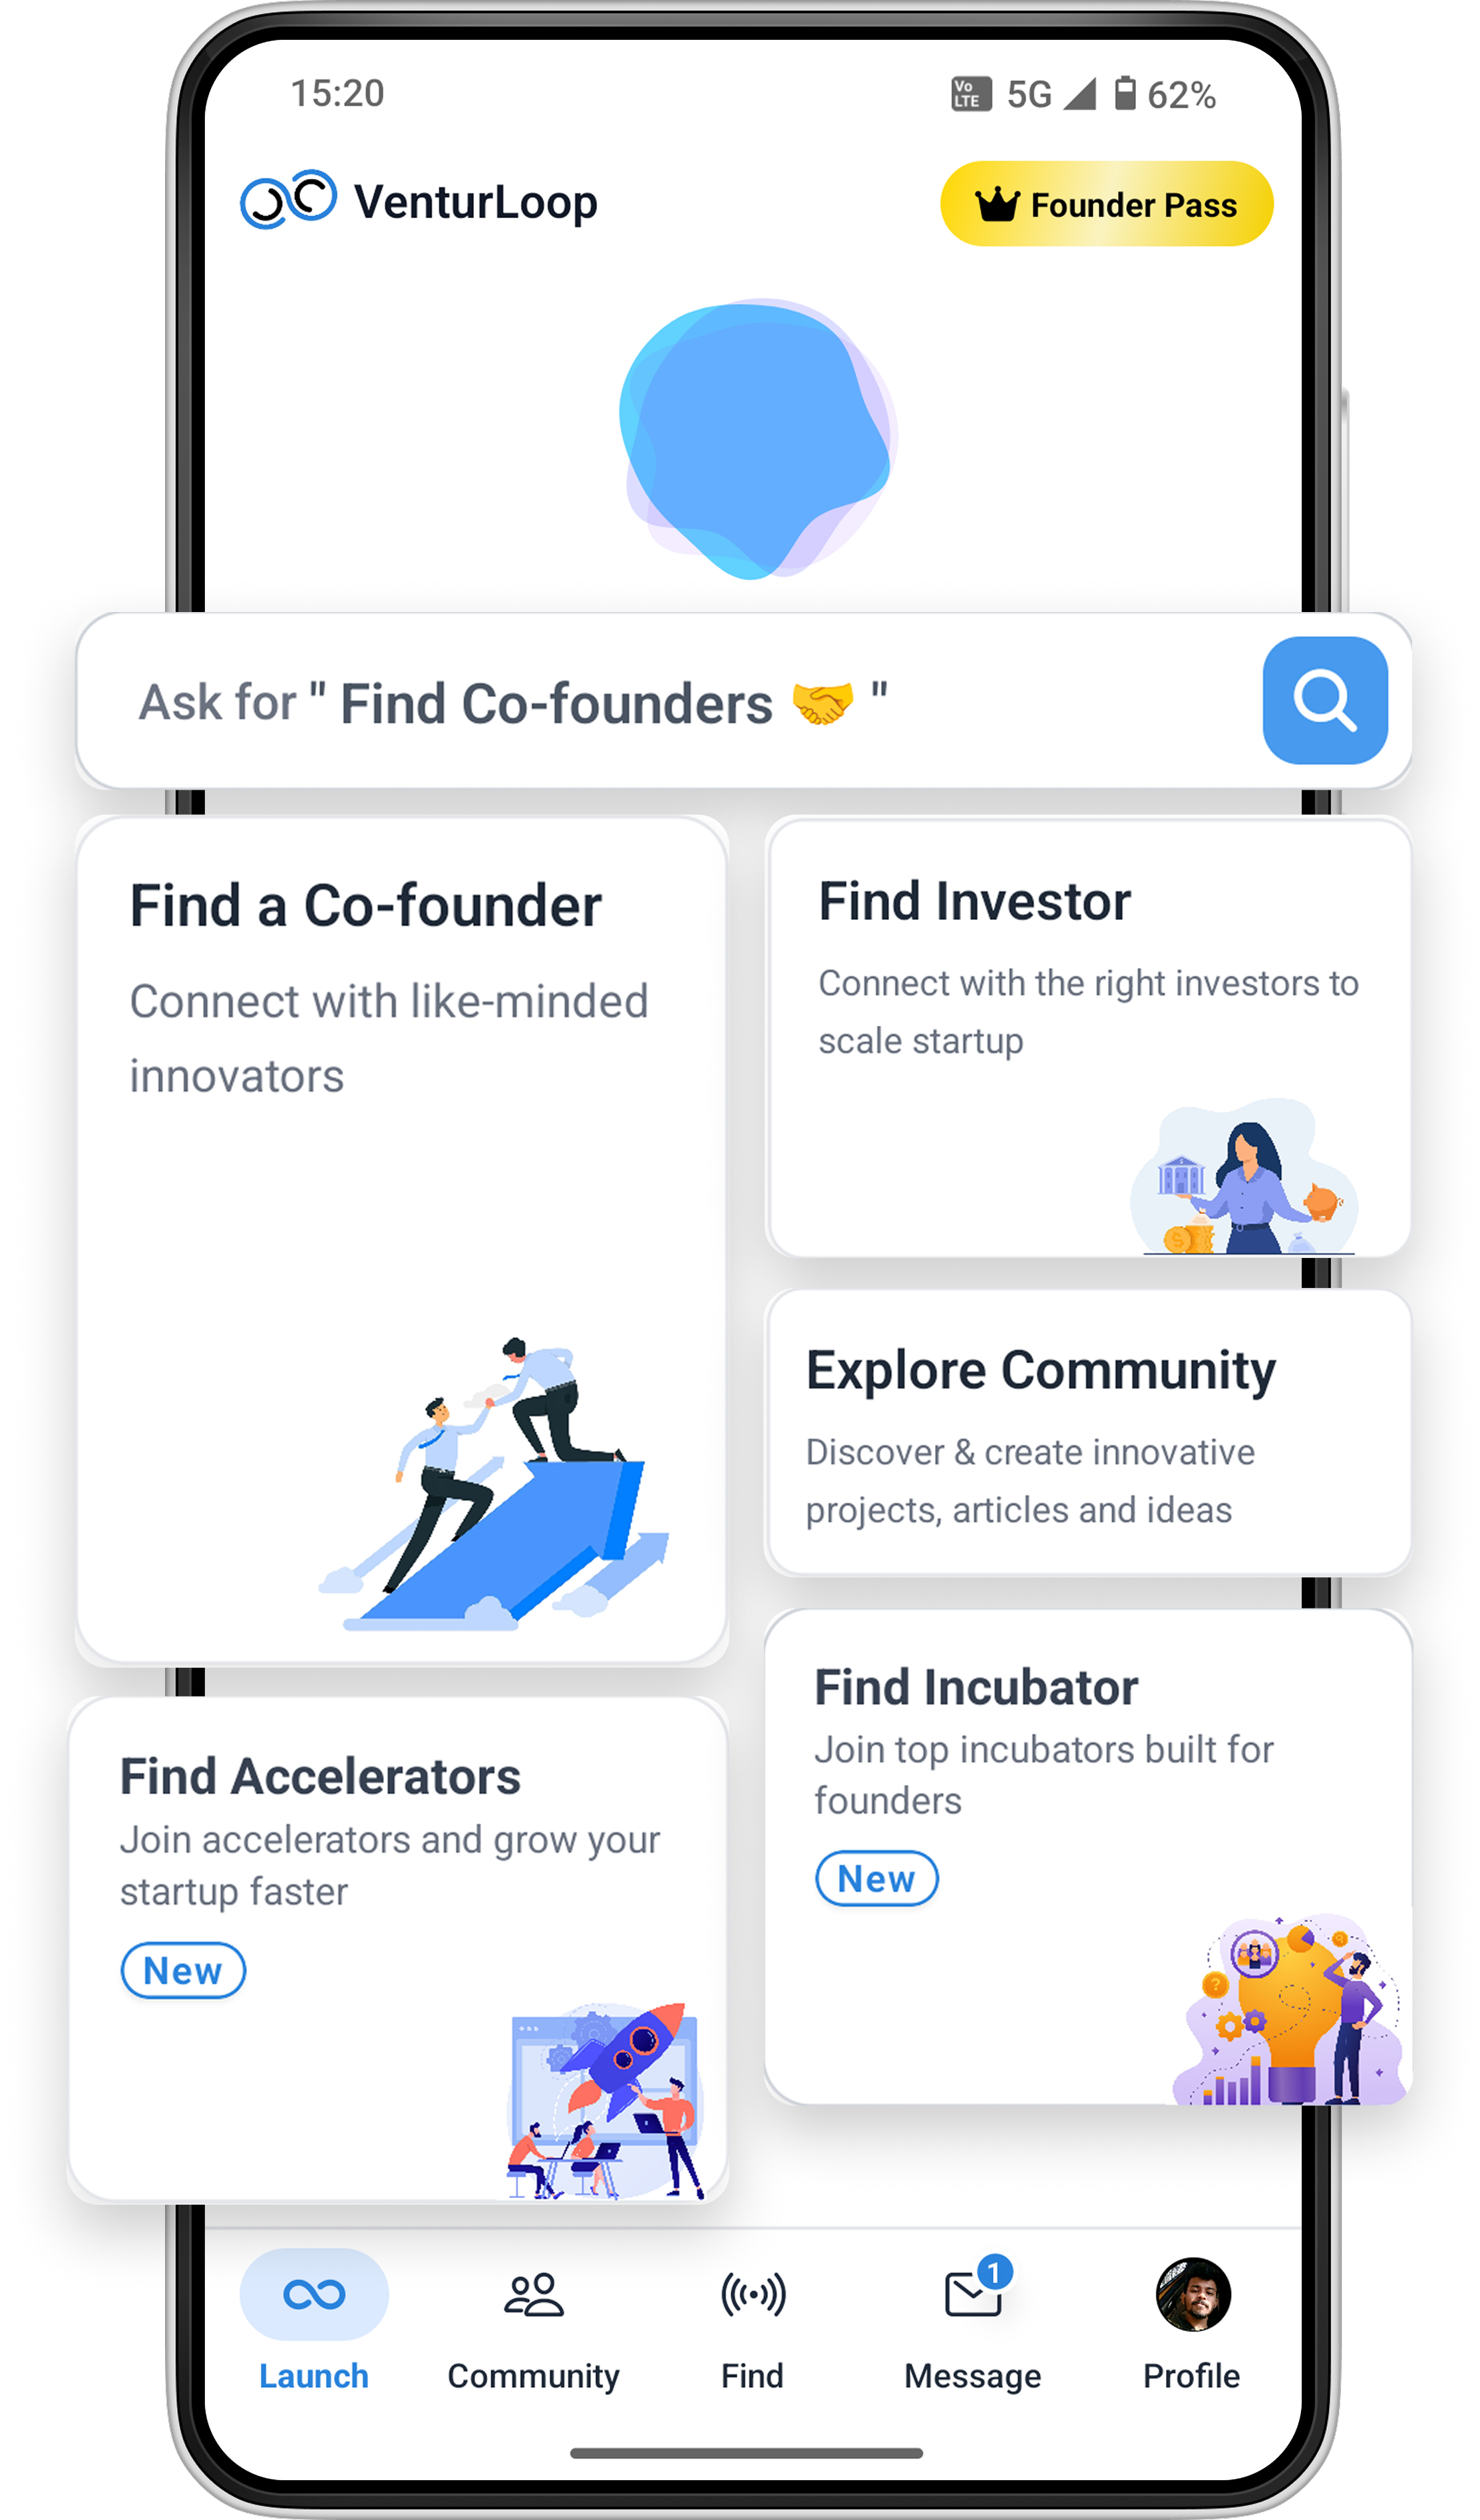 15:20
Vo LTE 5G 62%
VenturLoop
Founder Pass
Ask for " Find Co-founders 🤝 "
Find a Co-founder
Connect with like-minded
innovators
Find Investor
Connect with the right investors to
scale startup
Explore Community
Discover & create innovative
projects, articles and ideas
Find Accelerators
Join accelerators and grow your
startup faster
New
Find Incubator
Join top incubators built for
founders
New
1
Launch
Community
Find
Message
Profile